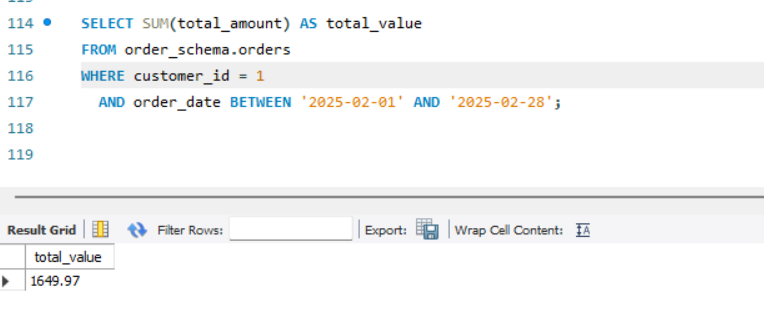 114 SELECT SUM(total_amount) AS total_value
115 FROM order_schema.orders
116 WHERE customer_id = 1
117 AND order_date BETWEEN '2025-02-01' AND '2025-02-28';
118
119
Result Grid Filter Rows: Export: Wrap Cell Content: IA
total_value
1649.97